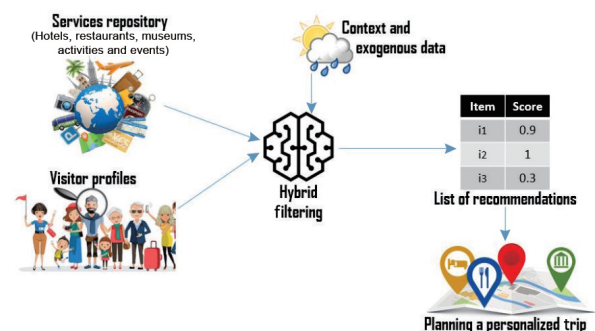 Services repository
(Hotels, restaurants, museums,
activities and events)
Context and
exogenous data
Visitor profiles
Hybrid
filtering
Item Score
i1 0.9
i2 1
i3 0.3
List of recommendations
Planning a personalized trip